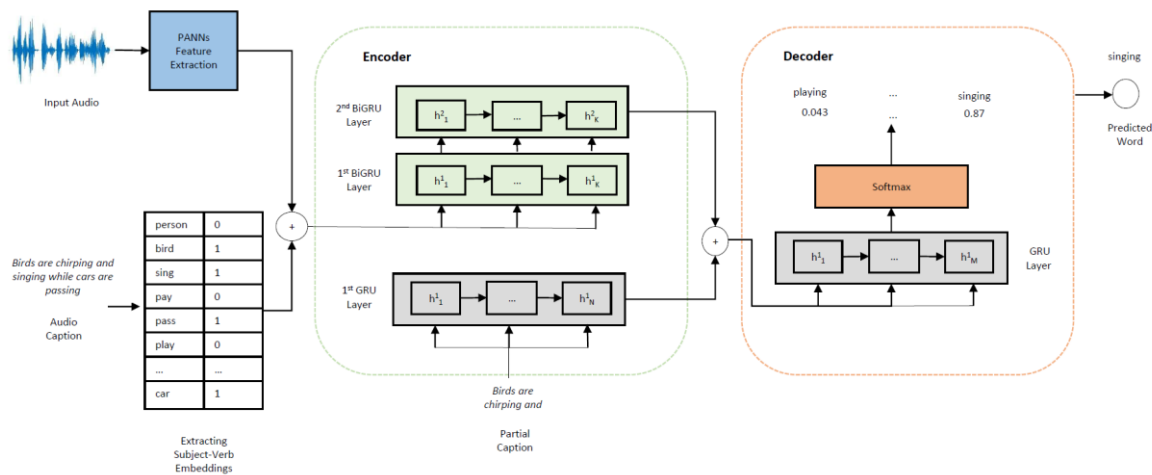 PANNs
Feature
Extraction
Input Audio
Birds are chirping and
singing while cars are
passing
Audio
Caption
person 0
bird 1
sing 1
pay 0
pass 1
play 0
... ...
car 1
Extracting
Subject-Verb
Embeddings
+
Encoder
2nd BiGRU
Layer
h²₁ ... h²K
1st BiGRU
Layer
h¹₁ ... h¹K
1st GRU
Layer
h¹₁ ... h¹N
Birds are
chirping and
Partial
Caption
+
Decoder
playing ... singing
0.043 ... 0.87
Softmax
h¹₁ ... h¹M
GRU
Layer
singing
Predicted
Word